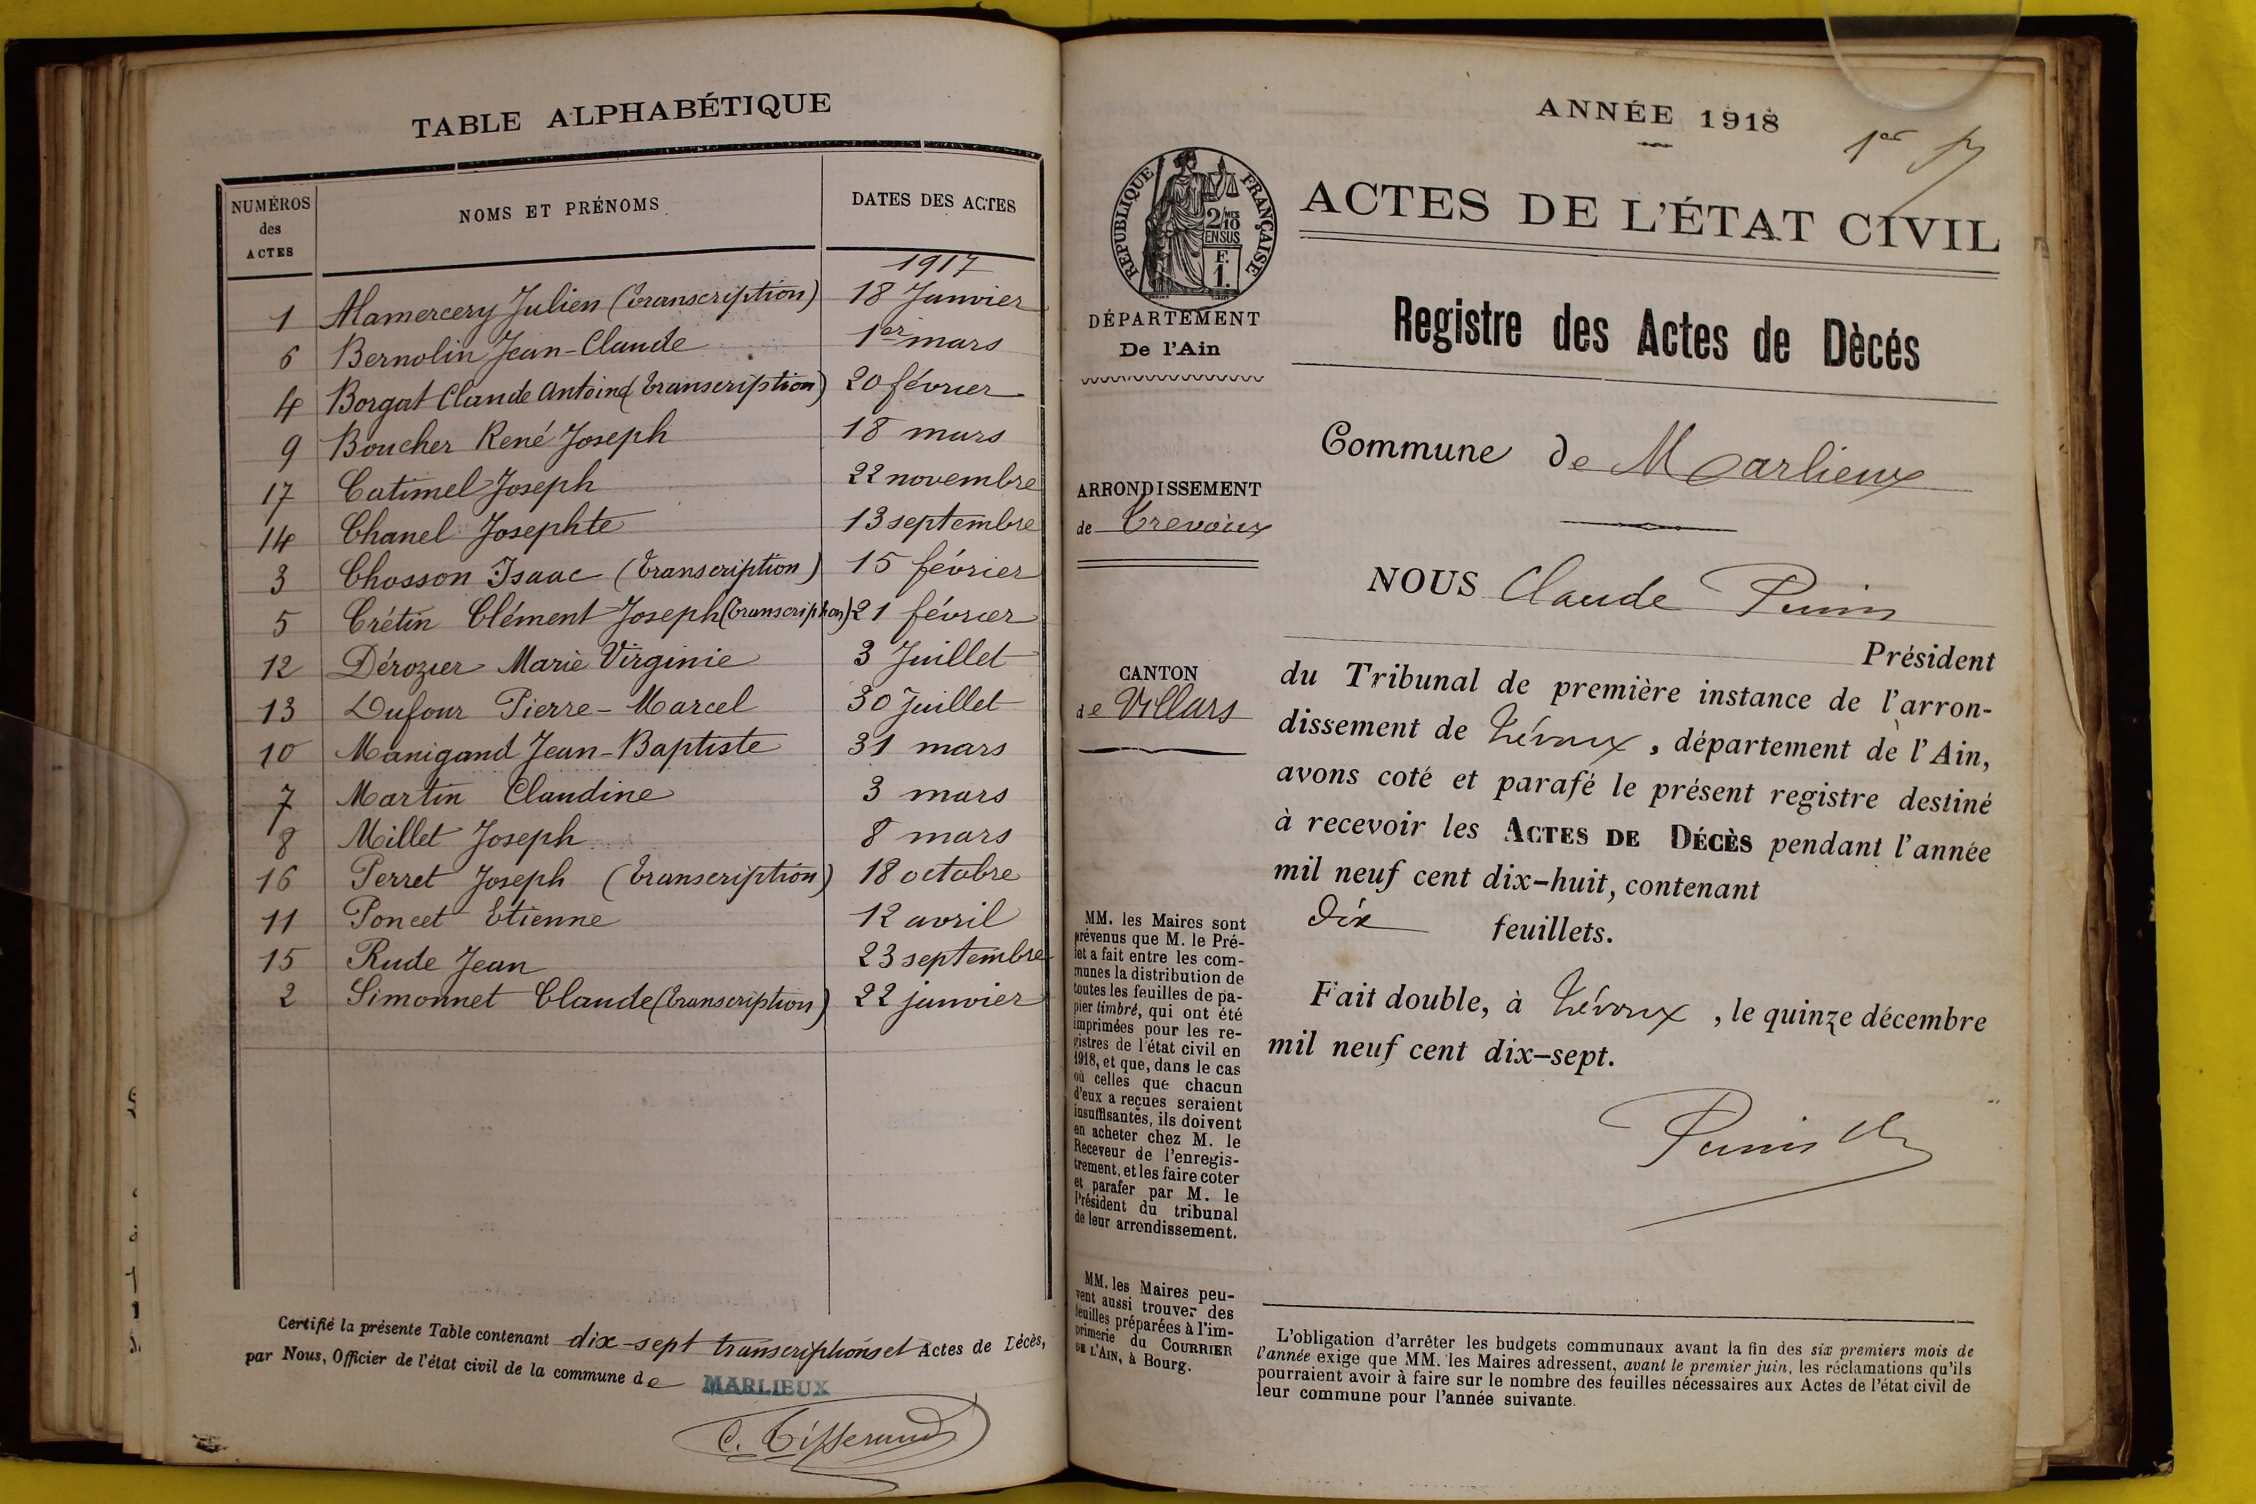 TABLE ALPHABÉTIQUE
NUMÉROS des ACTES | NOMS ET PRÉNOMS | DATES DES ACTES
1917
1 Alamercery Julien (transcription) 18 Janvier
6 Bernolin Jean-Claude 1er mars
4 Borgat Claude Antoine (transcription) 20 février
9 Boucher René Joseph 18 mars
17 Catimel Joseph 22 novembre
14 Chanel Josephte 13 septembre
3 Chosson Isaac (transcription) 15 février
5 Crétin Clément Joseph (transcription) 21 février
12 Dérozier Marie Virginie 3 Juillet
13 Dufour Pierre-Marcel 30 Juillet
10 Manigand Jean-Baptiste 31 mars
7 Martin Claudine 3 mars
8 Millet Joseph 8 mars
16 Perret Joseph (transcription) 18 octobre
11 Poncet Etienne 12 avril
15 Rude Jean 23 septembre
2 Simonnet Claude (transcription) 22 janvier
Certifié la présente Table contenant dix-sept transcriptions et Actes de Décès,
par Nous, Officier de l'état civil de la commune de MARLIEUX
C. Tisserand
ANNÉE 1918
1er
RÉPUBLIQUE FRANÇAISE
2/10 MES
EN SUS
F.
1.
DÉPARTEMENT
De l'Ain
ARRONDISSEMENT
de Trevoux
CANTON
de Villars
MM. les Maires sont
prévenus que M. le Pré-
fet a fait entre les com-
munes la distribution de
toutes les feuilles de pa-
pier timbré, qui ont été
imprimées pour les re-
gistres de l'état civil en
1918, et que, dans le cas
où celles que chacun
d'eux a reçues seraient
insuffisantes, ils doivent
en acheter chez M. le
Receveur de l'enregis-
trement, et les faire coter
et parafer par M. le
Président du tribunal
de leur arrondissement.
MM. les Maires peu-
vent aussi trouver des
feuilles préparées à l'im-
primerie du COURRIER
DE L'AIN, à Bourg.
ACTES DE L'ÉTAT CIVIL
Registre des Actes de Dècés
Commune de Marlieux
NOUS Claude Punin
Président
du Tribunal de première instance de l'arron-
dissement de Trévoux, département de l'Ain,
avons coté et parafé le présent registre destiné
à recevoir les ACTES DE DÉCÈS pendant l'année
mil neuf cent dix-huit, contenant
dix feuillets.
Fait double, à Trévoux, le quinze décembre
mil neuf cent dix-sept.
L'obligation d'arrêter les budgets communaux avant la fin des six premiers mois de
l'année exige que MM. les Maires adressent, avant le premier juin, les réclamations qu'ils
pourraient avoir à faire sur le nombre des feuilles nécessaires aux Actes de l'état civil de
leur commune pour l'année suivante.